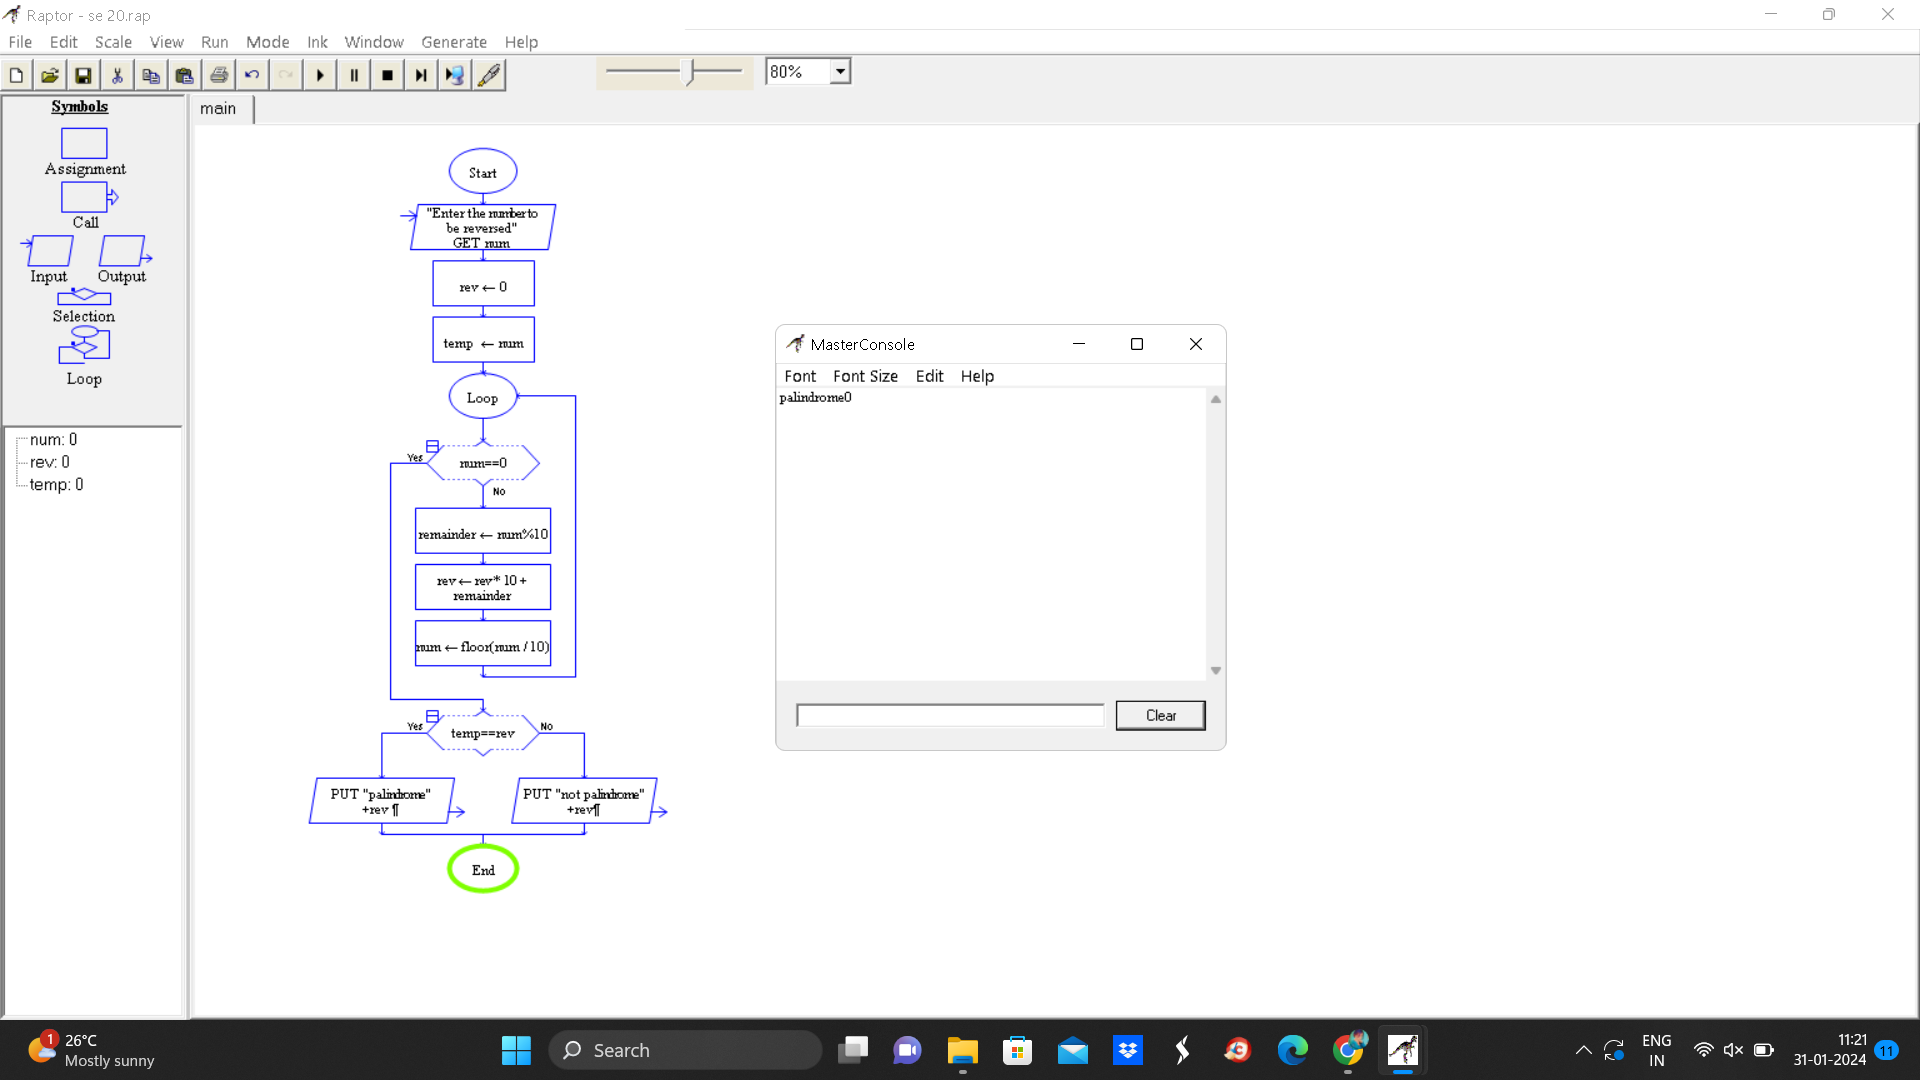 Raptor - se 20.rap
File Edit Scale View Run Mode Ink Window Generate Help
80%
Symbols
Assignment
Call
Input Output
Selection
Loop
num: 0
rev: 0
temp: 0
main
Start
"Enter the number to
be reversed"
GET num
rev ← 0
temp ← num
Loop
Yes
num==0
No
remainder ← num%10
rev ← rev* 10 +
remainder
num ← floor(num / 10)
Yes
temp==rev
No
PUT "palindrome"
+rev ¶
PUT "not palindrome"
+rev¶
End
MasterConsole
Font Font Size Edit Help
palindrome0
Clear
1
26°C
Mostly sunny
Search
ENG
IN
11:21
31-01-2024
11